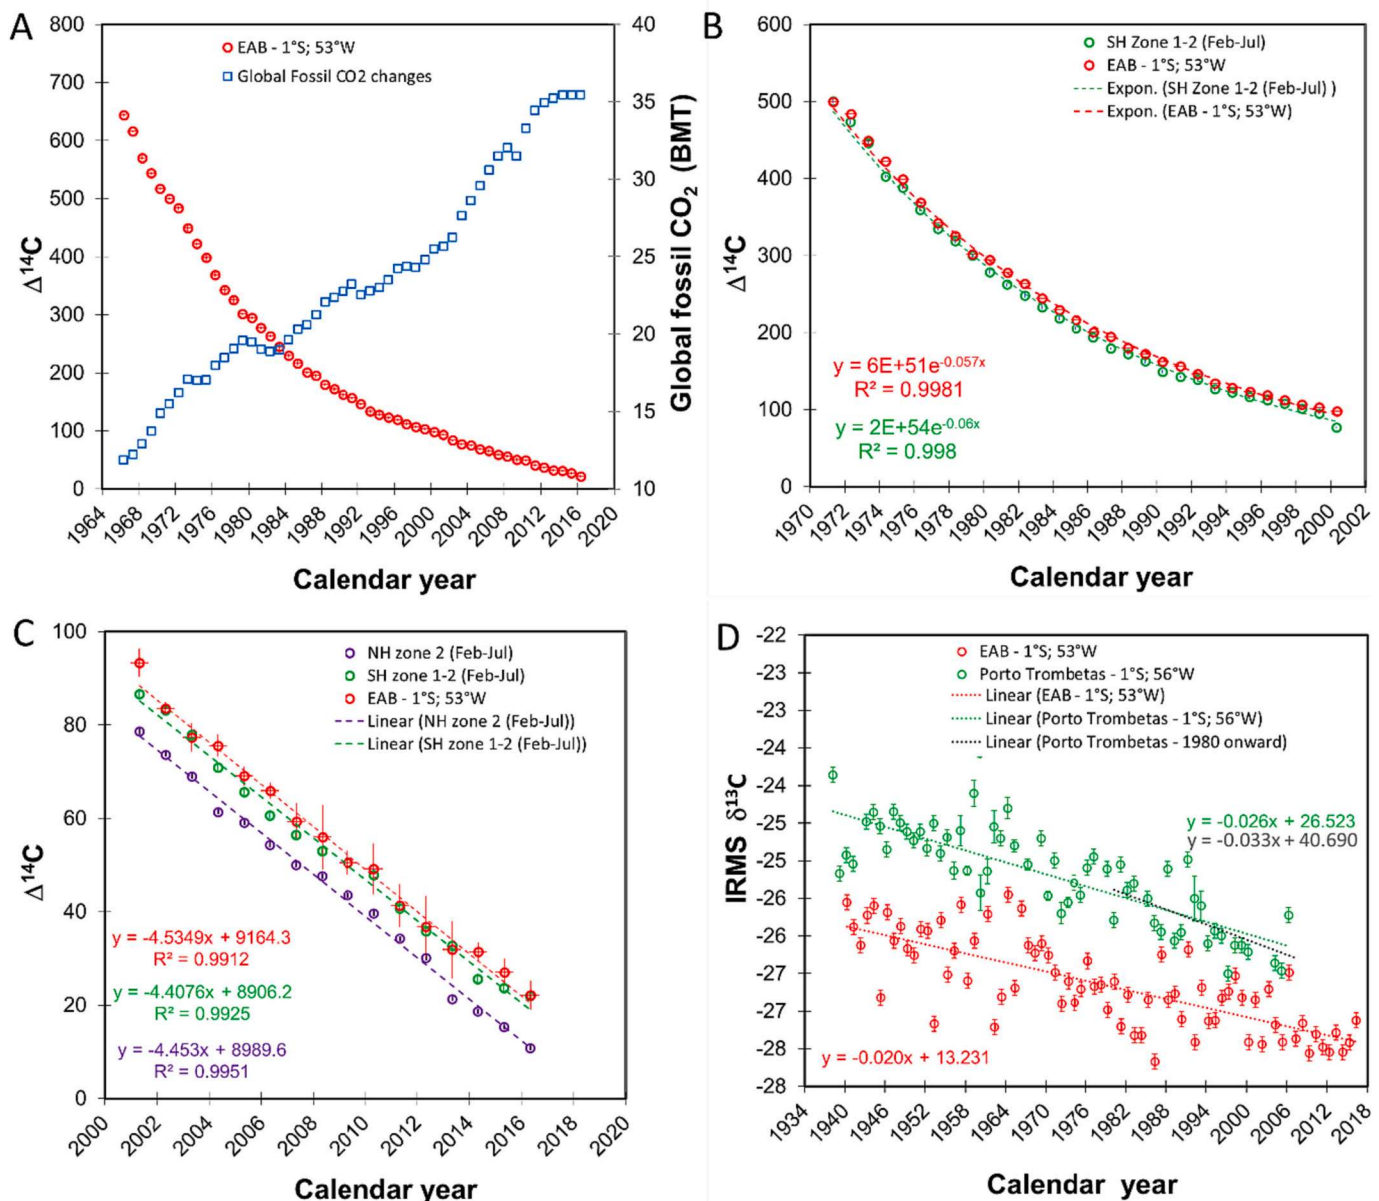 A
800
700
600
500
400
300
200
100
0
Δ14C
EAB - 1°S; 53°W
Global Fossil CO2 changes
40
35
30
25
20
15
10
Global fossil CO2 (BMT)
1964
1968
1972
1976
1980
1984
1988
1992
1996
2000
2004
2008
2012
2016
2020
Calendar year
B
600
500
400
300
200
100
0
Δ14C
SH Zone 1-2 (Feb-Jul)
EAB - 1°S; 53°W
Expon. (SH Zone 1-2 (Feb-Jul) )
Expon. (EAB - 1°S; 53°W)
y = 6E+51e-0.057x
R² = 0.9981
y = 2E+54e-0.06x
R² = 0.998
1970
1972
1974
1976
1978
1980
1982
1984
1986
1988
1990
1992
1994
1996
1998
2000
2002
Calendar year
C
100
80
60
40
20
0
Δ14C
NH zone 2 (Feb-Jul)
SH zone 1-2 (Feb-Jul)
EAB - 1°S; 53°W
Linear (NH zone 2 (Feb-Jul))
Linear (SH zone 1-2 (Feb-Jul))
y = -4.5349x + 9164.3
R² = 0.9912
y = -4.4076x + 8906.2
R² = 0.9925
y = -4.453x + 8989.6
R² = 0.9951
2000
2002
2004
2006
2008
2010
2012
2014
2016
2018
2020
Calendar year
D
-22
-23
-23
-24
-24
-25
-25
-26
-26
-27
-27
-28
-28
IRMS δ13C
EAB - 1°S; 53°W
Porto Trombetas - 1°S; 56°W
Linear (EAB - 1°S; 53°W)
Linear (Porto Trombetas - 1°S; 56°W)
Linear (Porto Trombetas - 1980 onward)
y = -0.026x + 26.523
y = -0.033x + 40.690
y = -0.020x + 13.231
1934
1940
1946
1952
1958
1964
1970
1976
1982
1988
1994
2000
2006
2012
2018
Calendar year